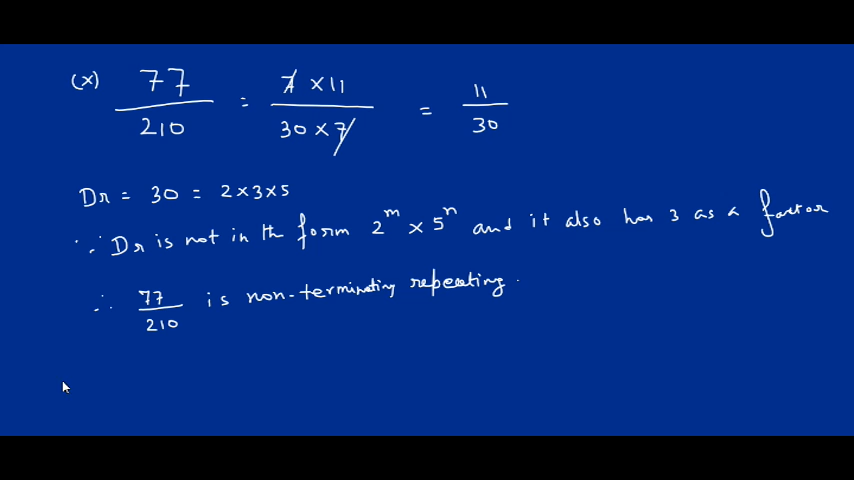 (x) 77/210 = 7 × 11 / 30 × 7 = 11/30
Dr = 30 = 2 × 3 × 5
∵ Dr is not in th form 2^m × 5^n and it also has 3 as a factor
∴ 77/210 is non-terminating repeating.